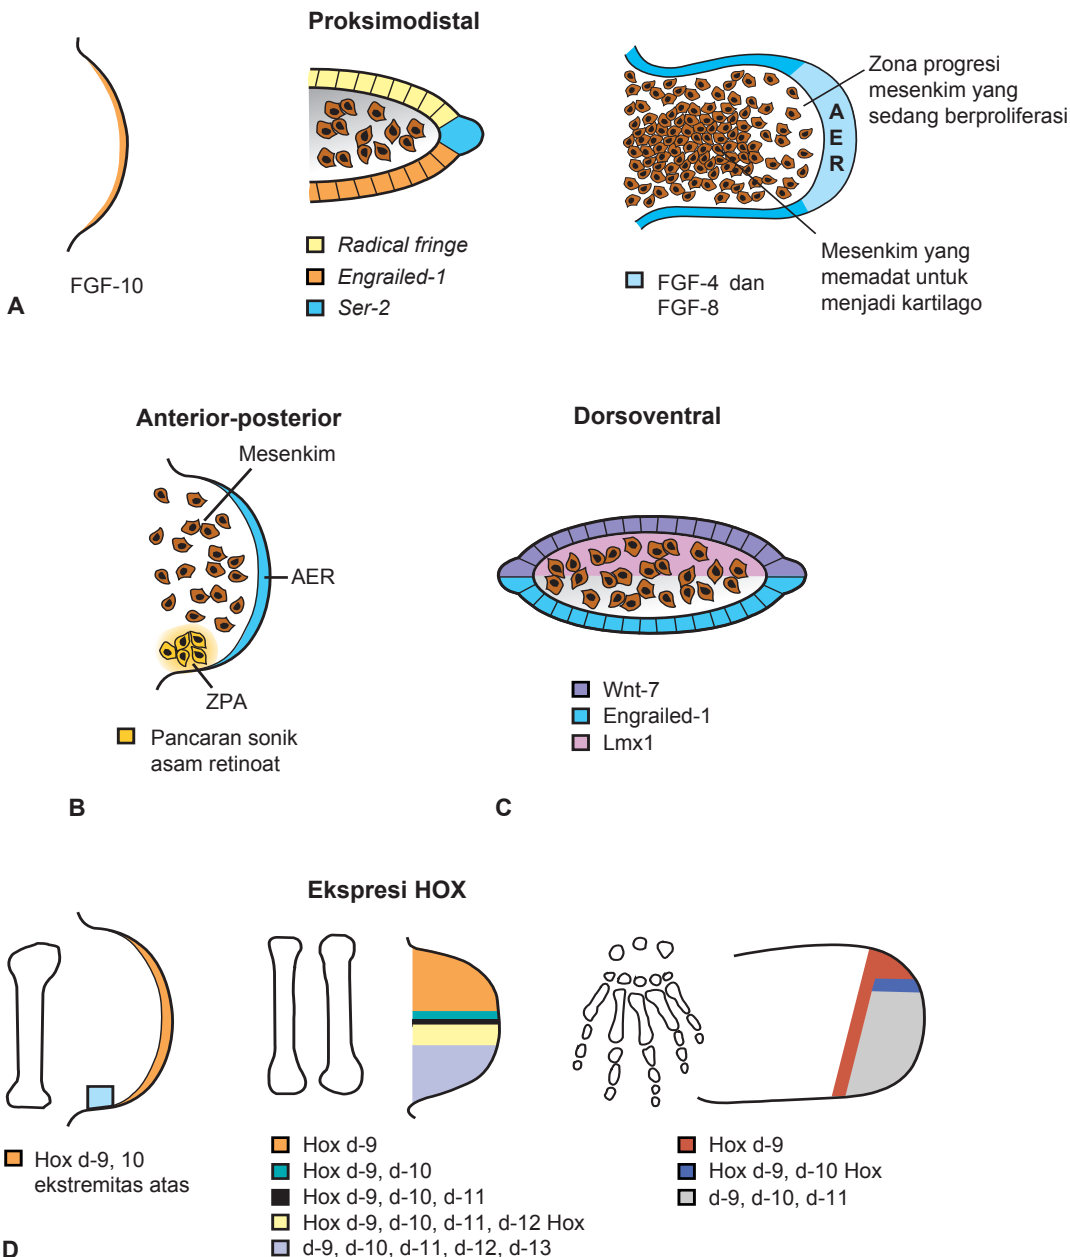 Proksimodistal
FGF-10
A
Radical fringe
Engrailed-1
Ser-2
Zona progresi
mesenkim yang
sedang berproliferasi
A
E
R
Mesenkim yang
memadat untuk
menjadi kartilago
FGF-4 dan
FGF-8
Anterior-posterior
Mesenkim
AER
ZPA
Pancaran sonik
asam retinoat
B
Dorsoventral
Wnt-7
Engrailed-1
Lmx1
C
Ekspresi HOX
Hox d-9, 10
ekstremitas atas
Hox d-9
Hox d-9, d-10
Hox d-9, d-10, d-11
Hox d-9, d-10, d-11, d-12 Hox
d-9, d-10, d-11, d-12, d-13
Hox d-9
Hox d-9, d-10 Hox
d-9, d-10, d-11
D